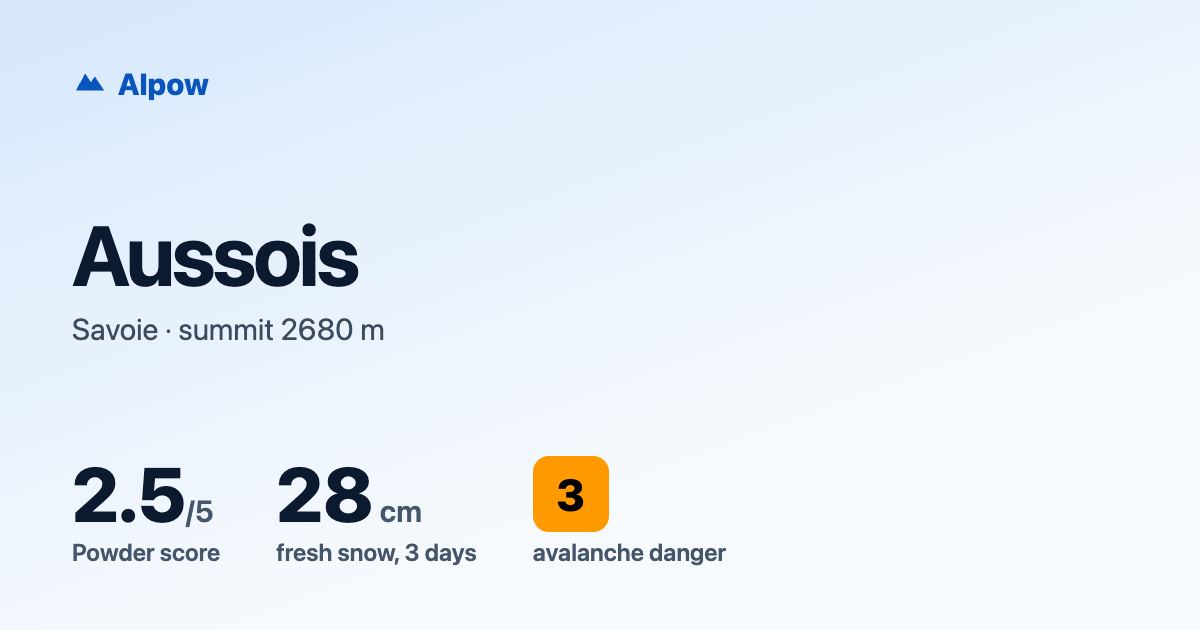 Alpow
Aussois
Savoie · summit 2680 m
2.5/5
Powder score
28 cm
fresh snow, 3 days
3
avalanche danger